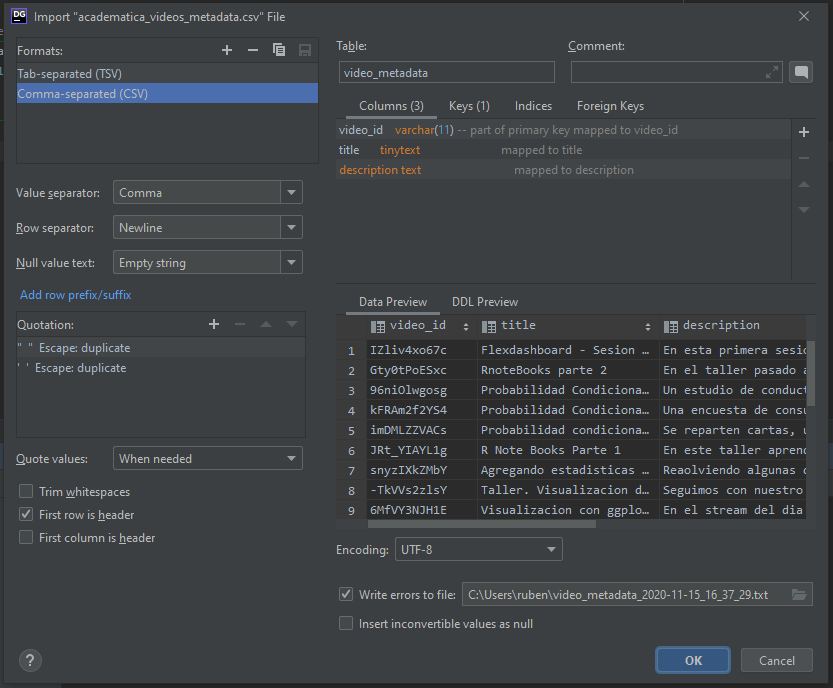 DG Import "academatica_videos_metadata.csv" File
Formats:
Tab-separated (TSV)
Comma-separated (CSV)
Value separator: Comma
Row separator: Newline
Null value text: Empty string
Add row prefix/suffix
Quotation:
" " Escape: duplicate
' ' Escape: duplicate
Quote values: When needed
Trim whitespaces
First row is header
First column is header
?
Table:
Comment:
video_metadata
Columns (3) Keys (1) Indices Foreign Keys
video_id varchar(11) -- part of primary key mapped to video_id
title tinytext mapped to title
description text mapped to description
Data Preview DDL Preview
video_id title description
1 IZliv4xo67c Flexdashboard - Sesion … En esta primera sesio
2 Gty0tPoESxc RnoteBooks parte 2 En el taller pasado a
3 96niOlwgosg Probabilidad Condiciona… Un estudio de conduct
4 kFRAm2f2YS4 Probabilidad Condiciona… Una encuesta de consu
5 imDMLZZVACs Probabilidad Condiciona… Se reparten cartas, u
6 JRt_YIAYL1g R Note Books Parte 1 En este taller apren
7 snyzIXkZMbY Agregando estadisticas … Reaolviendo algunas d
8 -TkVVs2zlsY Taller. Visualizacion d… Seguimos con nuestro
9 6MfVY3NJH1E Visualizacion con ggplo… En el stream del dia
Encoding: UTF-8
Write errors to file: C:\Users\ruben\video_metadata_2020-11-15_16_37_29.txt
Insert inconvertible values as null
OK Cancel